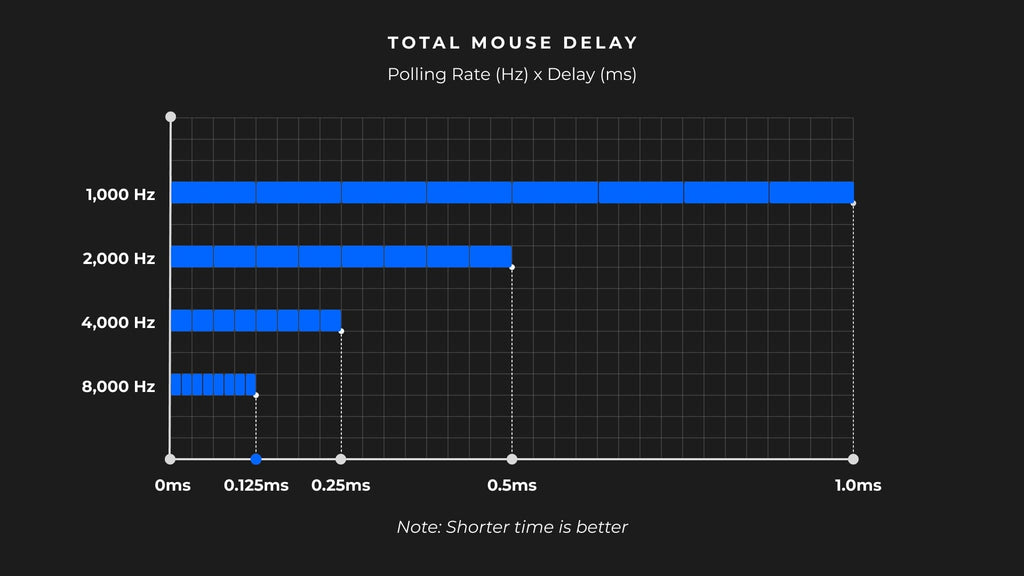 TOTAL MOUSE DELAY
Polling Rate (Hz) x Delay (ms)
1,000 Hz
2,000 Hz
4,000 Hz
8,000 Hz
0ms 0.125ms 0.25ms 0.5ms 1.0ms
Note: Shorter time is better